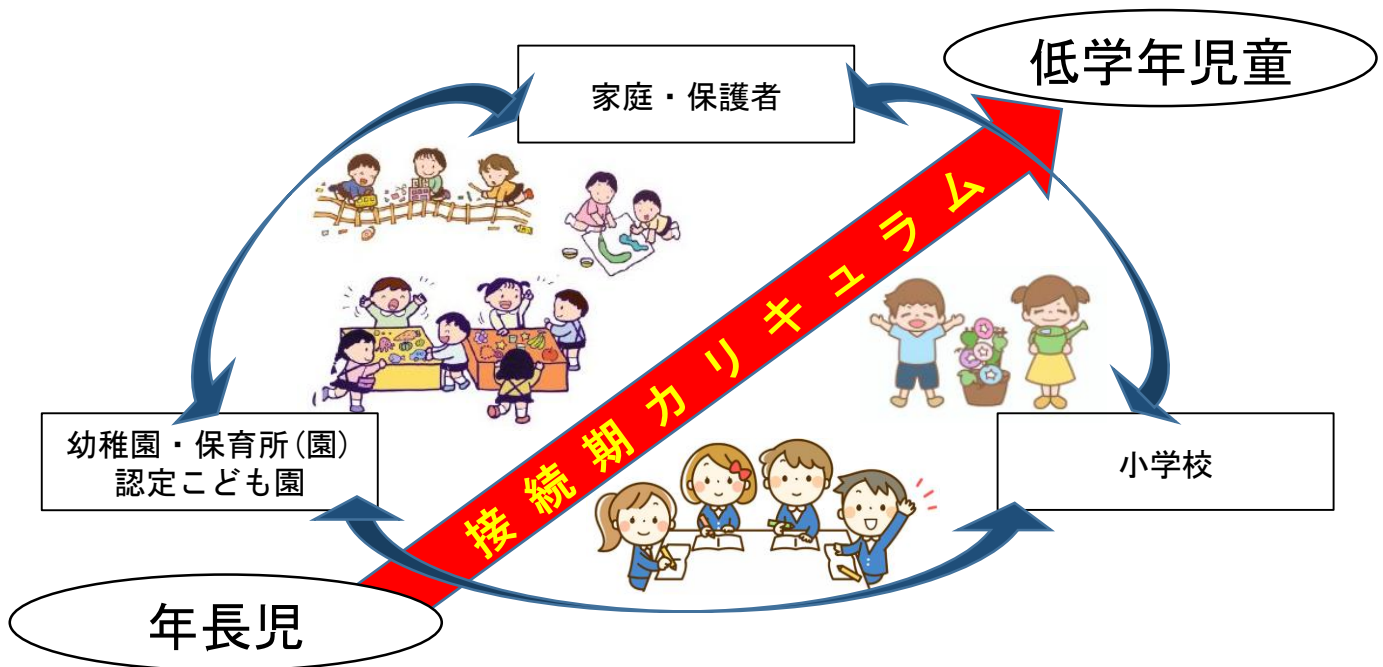 低学年児童
家庭・保護者
接続期カリキュラム
幼稚園・保育所(園)
認定こども園
小学校
年長児